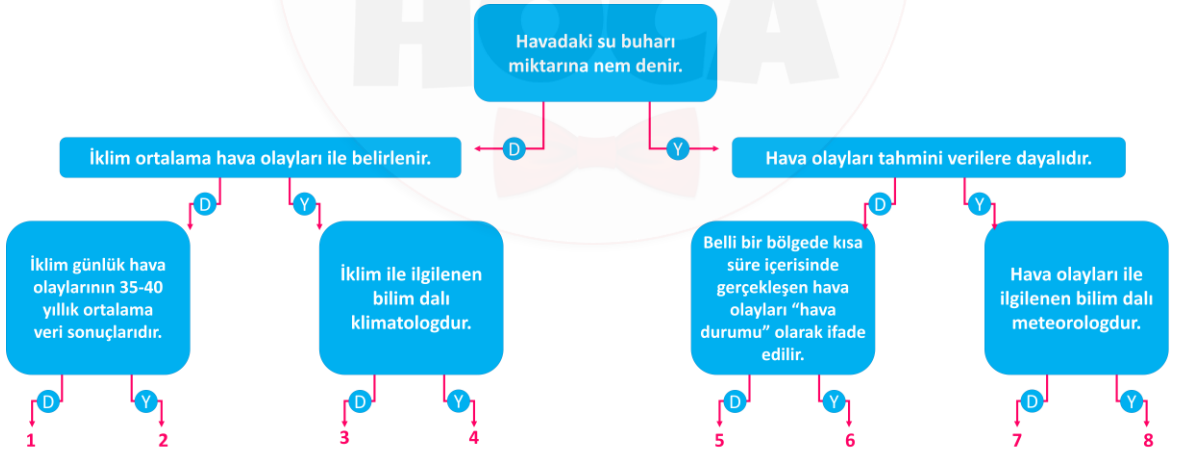 HOCA
Havadaki su buharı
miktarına nem denir.
D
Y
İklim ortalama hava olayları ile belirlenir.
Hava olayları tahmini verilere dayalıdır.
D
Y
D
Y
İklim günlük hava
olaylarının 35-40
yıllık ortalama
veri sonuçlarıdır.
İklim ile ilgilenen
bilim dalı
klimatologdur.
Belli bir bölgede kısa
süre içerisinde
gerçekleşen hava
olayları “hava
durumu” olarak ifade
edilir.
Hava olayları ile
ilgilenen bilim dalı
meteorologdur.
D
Y
D
Y
D
Y
D
Y
1
2
3
4
5
6
7
8